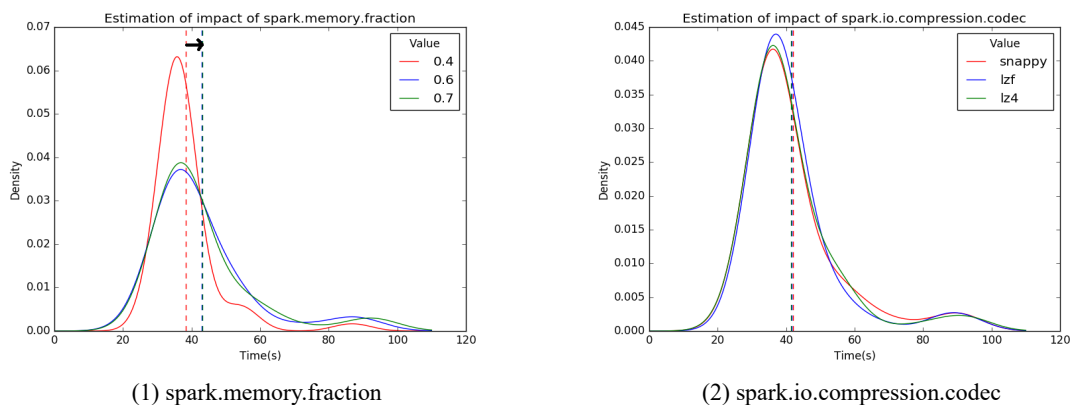 Estimation of impact of spark.memory.fraction
0.07
0.06
0.05
0.04
0.03
0.02
0.01
0.00
Density
0
20
40
60
80
100
120
Time(s)
Value
0.4
0.6
0.7
(1) spark.memory.fraction
Estimation of impact of spark.io.compression.codec
0.045
0.040
0.035
0.030
0.025
0.020
0.015
0.010
0.005
0.000
Density
0
20
40
60
80
100
120
Time(s)
Value
snappy
lzf
lz4
(2) spark.io.compression.codec